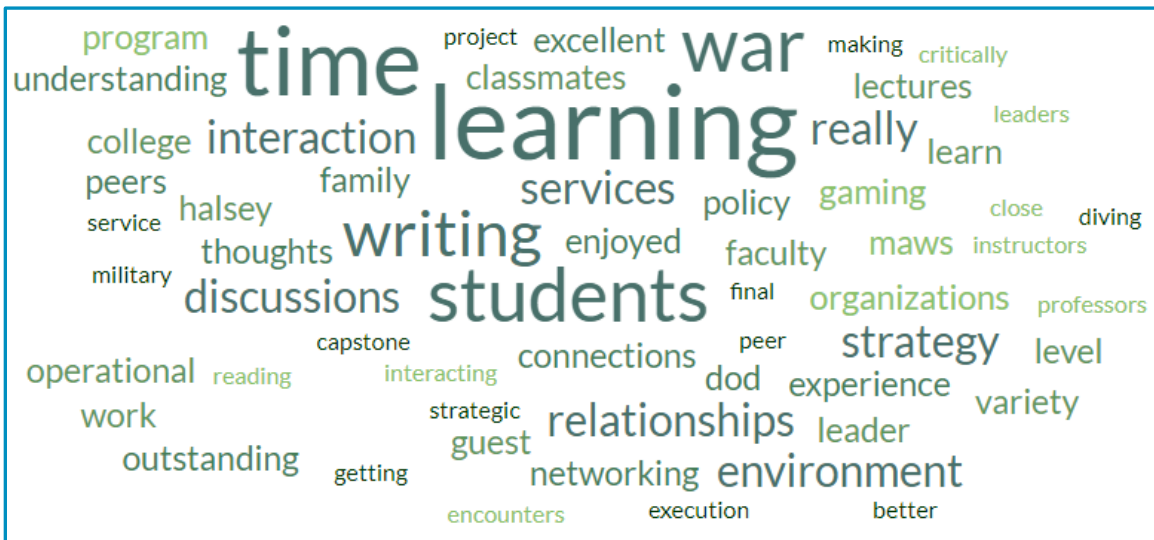 program time project excellent war making critically
understanding classmates lectures
learning leaders
college interaction really learn
peers family services policy gaming close diving
service halsey
thoughts writing enjoyed faculty maws instructors
military
discussions students final organizations professors
capstone connections peer strategy level
operational reading interacting dod experience variety
work strategic relationships leader
outstanding guest
getting networking environment
encounters execution better